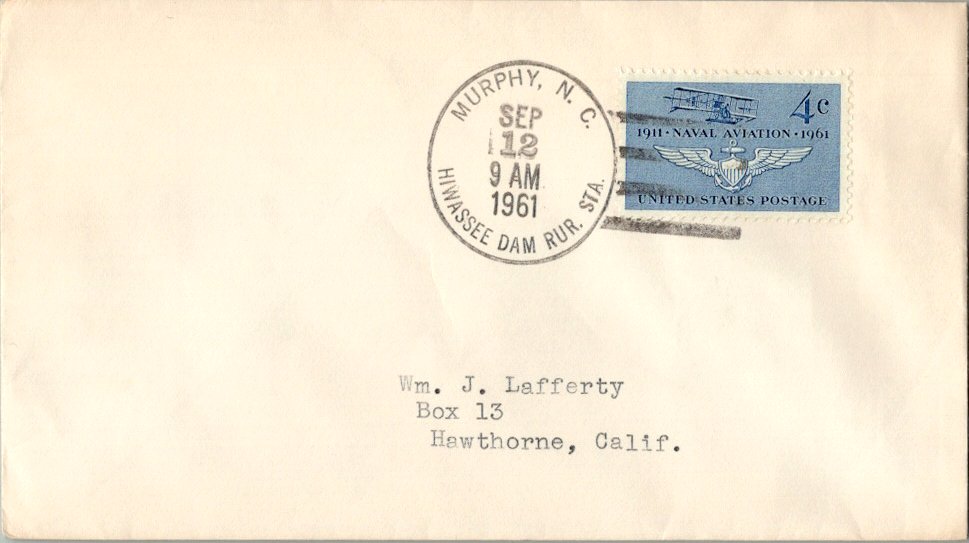 MURPHY, N. C.
SEP
12
9 AM
1961
HIWASSEE DAM RUR. STA.
4c
1911 · NAVAL AVIATION · 1961
UNITED STATES POSTAGE
Wm. J. Lafferty
Box 13
Hawthorne, Calif.